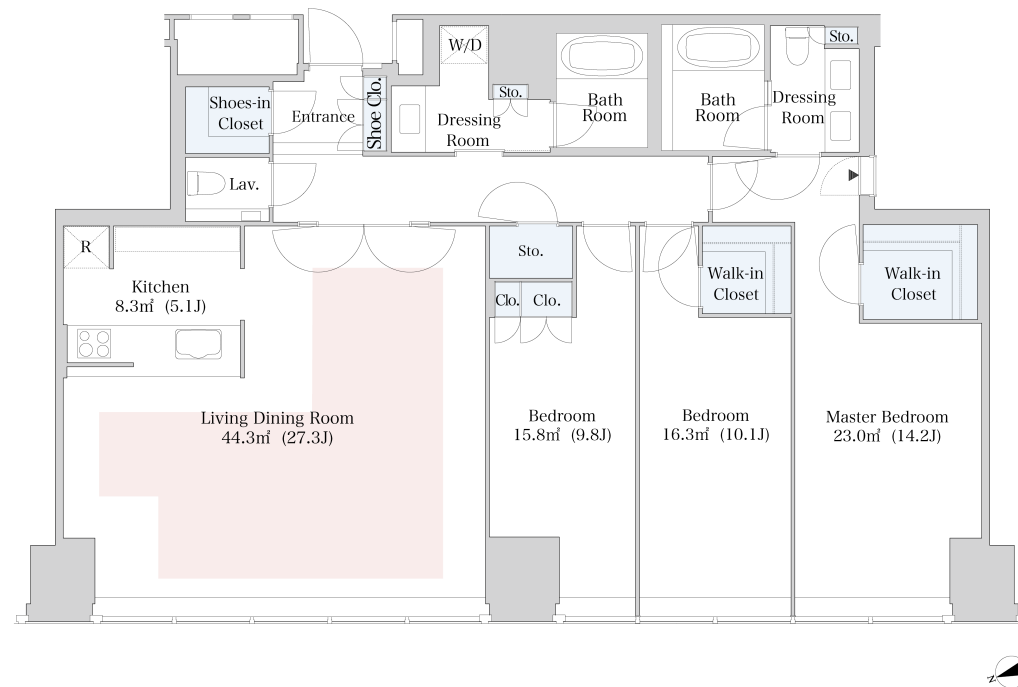 W/D
Sto.
Shoes-in
Closet
Entrance
Shoe Clo.
Sto.
Dressing
Room
Bath
Room
Bath
Room
Dressing
Room
Lav.
R
Kitchen
8.3㎡ (5.1J)
Sto.
Clo.
Clo.
Walk-in
Closet
Walk-in
Closet
Living Dining Room
44.3㎡ (27.3J)
Bedroom
15.8㎡ (9.8J)
Bedroom
16.3㎡ (10.1J)
Master Bedroom
23.0㎡ (14.2J)
N